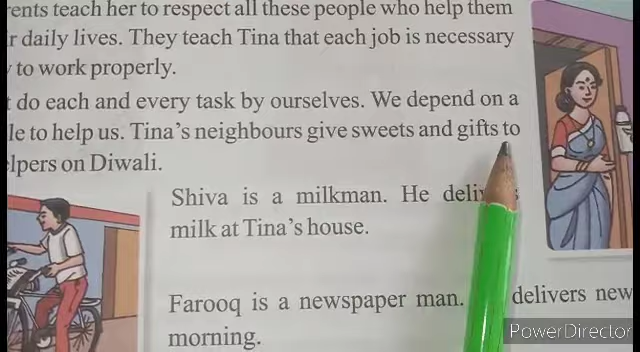 rents teach her to respect all these people who help them
r daily lives. They teach Tina that each job is necessary
to work properly.
do each and every task by ourselves. We depend on a
le to help us. Tina's neighbours give sweets and gifts to
lpers on Diwali.
Shiva is a milkman. He delivers
milk at Tina's house.
Farooq is a newspaper man. delivers new
morning.
PowerDirector